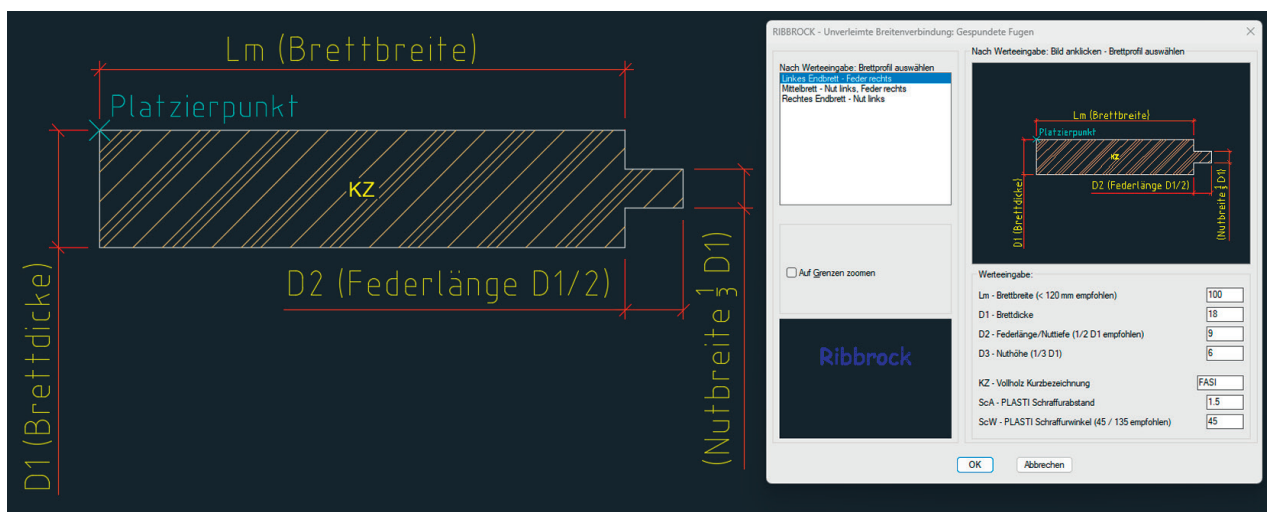 Lm (Brettbreite)
Platzierpunkt
KZ
D2 (Federlänge D1/2)
D1 (Brettdicke)
(Nutbreite 1/3 D1)
RIBBROCK - Unverleimte Breitenverbindung: Gespundete Fugen
Nach Werteeingabe: Brettprofil auswählen
Linkes Endbrett - Feder rechts
Mittelbrett - Nut links, Feder rechts
Rechtes Endbrett - Nut links
Auf Grenzen zoomen
Ribbrock
Nach Werteeingabe: Bild anklicken - Brettprofil auswählen
Lm (Brettbreite)
Platzierpunkt
KZ
D2 (Federlänge D1/2)
D1 (Brettdicke)
(Nutbreite 1/3 D1)
Werteeingabe:
Lm - Brettbreite (< 120 mm empfohlen) 100
D1 - Brettdicke 18
D2 - Federlänge/Nuttiefe (1/2 D1 empfohlen) 9
D3 - Nuthöhe (1/3 D1) 6
KZ - Vollholz Kurzbezeichnung FASI
ScA - PLASTI Schraffurabstand 1.5
ScW - PLASTI Schraffurwinkel (45 / 135 empfohlen) 45
OK
Abbrechen